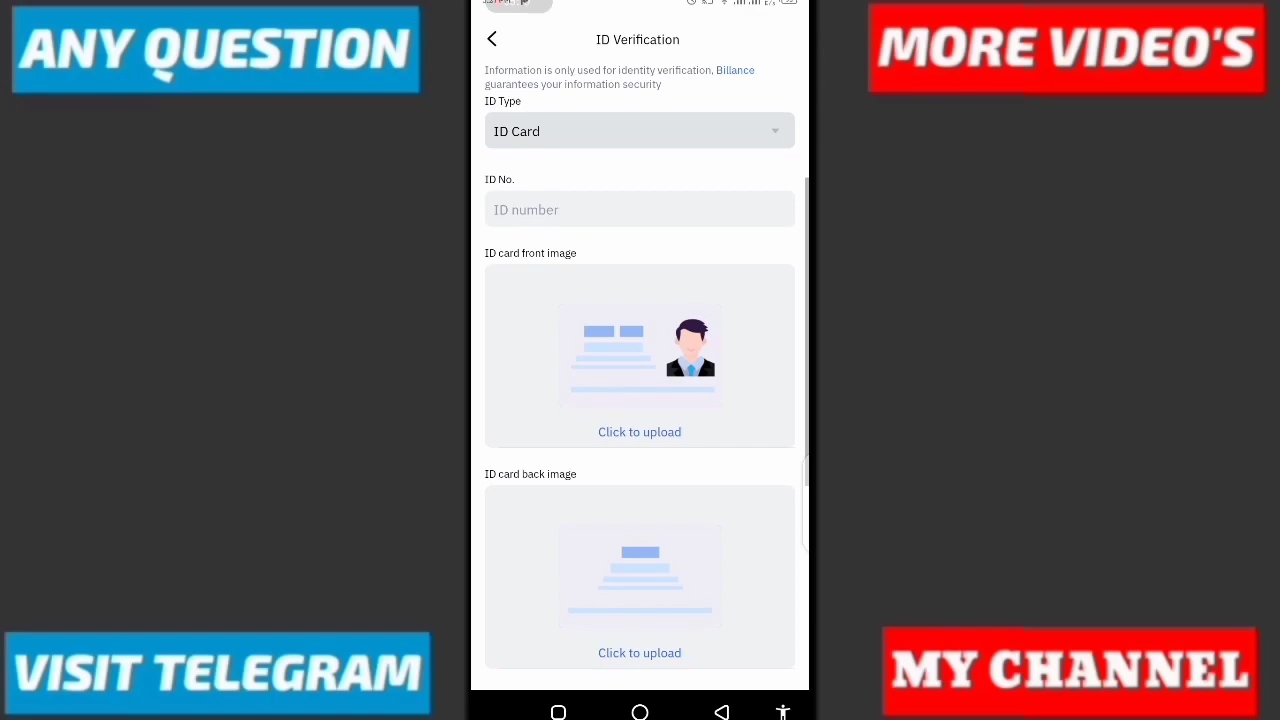 ANY QUESTION
MORE VIDEO'S
ID Verification
Information is only used for identity verification, Billance
guarantees your information security
ID Type
ID Card
ID No.
ID number
ID card front image
Click to upload
ID card back image
Click to upload
VISIT TELEGRAM
MY CHANNEL